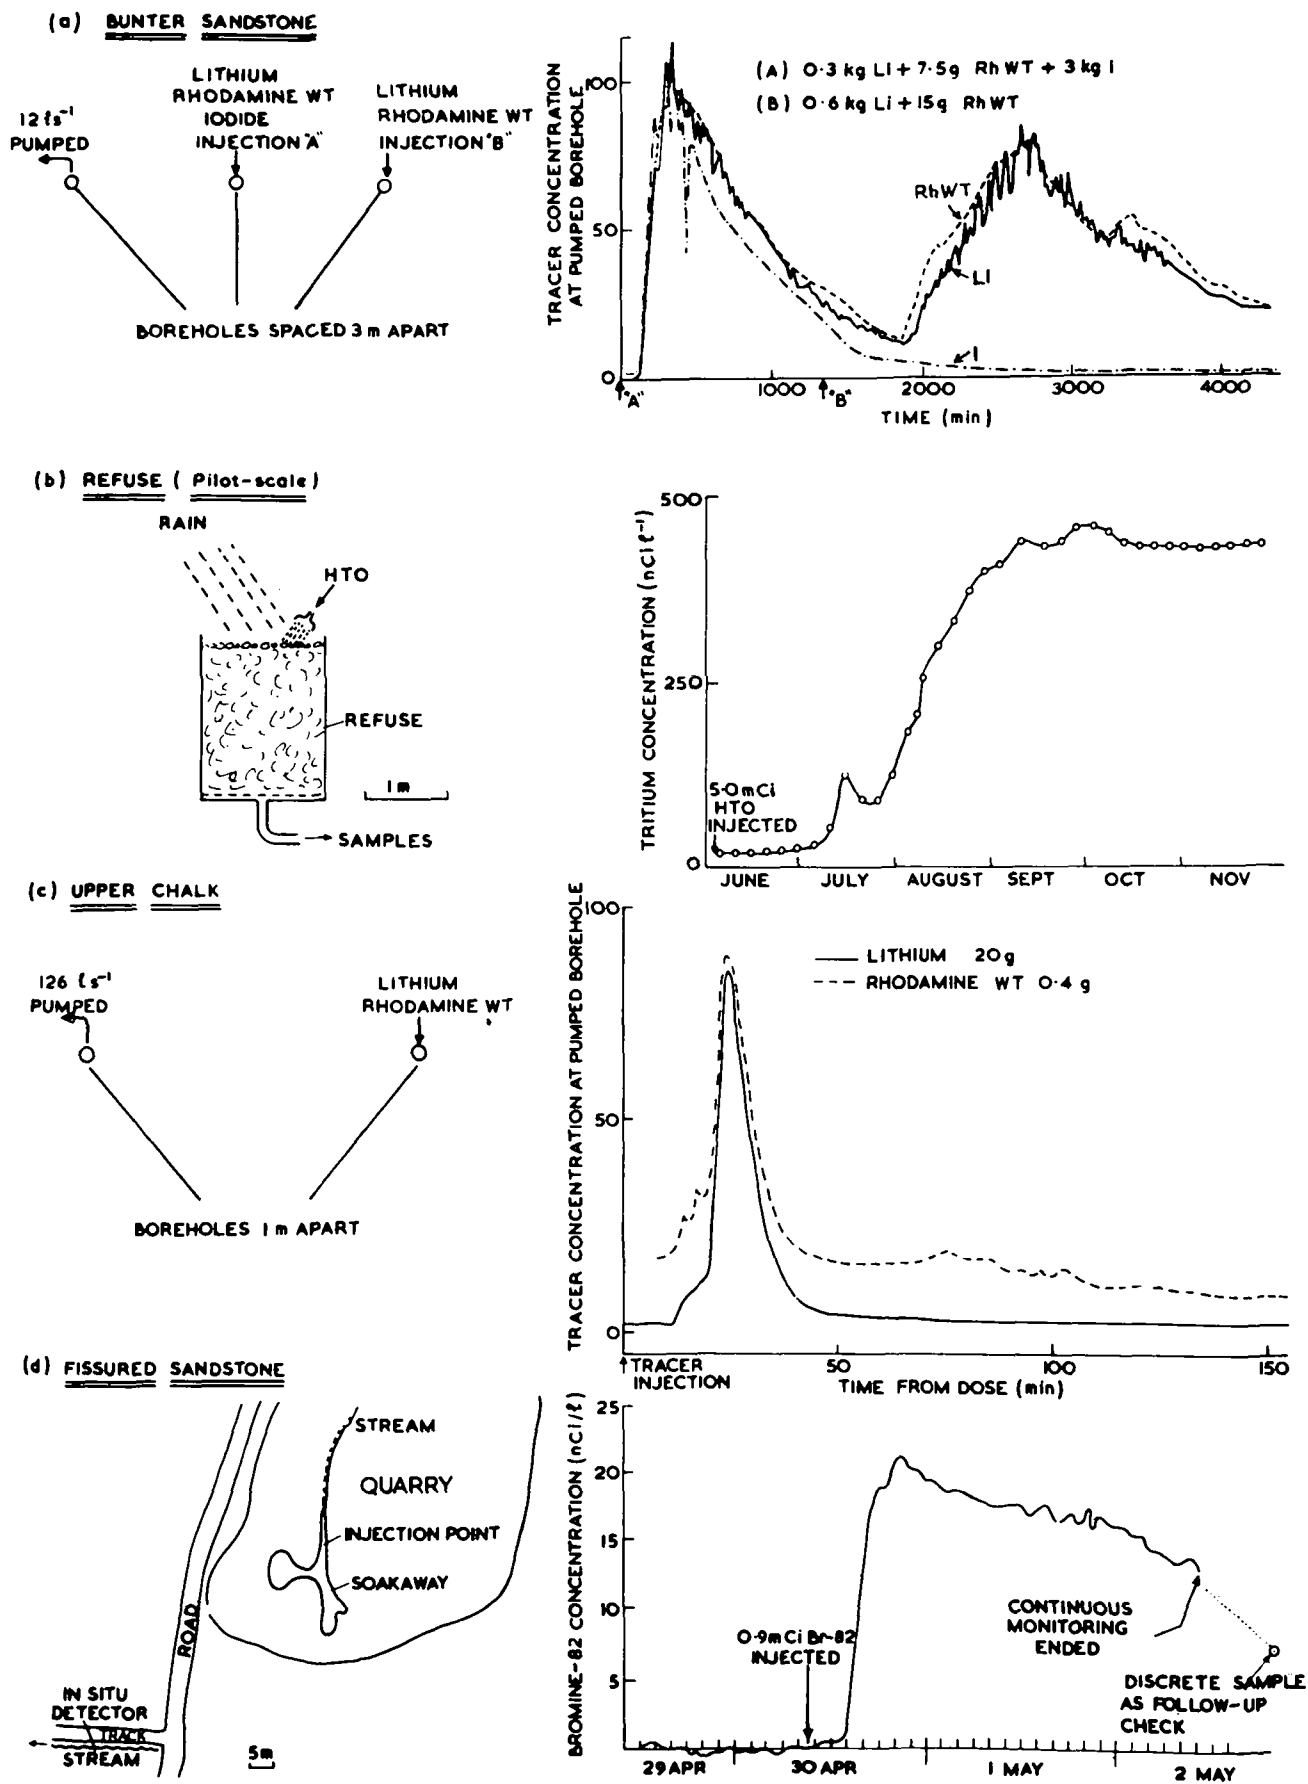 (a) BUNTER SANDSTONE
12 ℓs⁻¹
PUMPED
LITHIUM
RHODAMINE WT
IODIDE
INJECTION "A"
LITHIUM
RHODAMINE WT
INJECTION "B"
BOREHOLES SPACED 3 m APART
TRACER CONCENTRATION
AT PUMPED BOREHOLE
100
50
0
(A) 0·3 kg Li + 7·5g RhWT + 3 kg I
(B) 0·6 kg Li + 15g RhWT
RhWT
LI
I
"A"
1000
"B"
2000
3000
4000
TIME (min)
(b) REFUSE ( Pilot-scale )
RAIN
HTO
REFUSE
1 m
SAMPLES
TRITIUM CONCENTRATION (nCi ℓ⁻¹)
500
250
0
5·0 mCi
HTO
INJECTED
JUNE
JULY
AUGUST
SEPT
OCT
NOV
(c) UPPER CHALK
126 ℓ s⁻¹
PUMPED
LITHIUM
RHODAMINE WT
BOREHOLES 1 m APART
TRACER CONCENTRATION AT PUMPED BOREHOLE
100
50
0
LITHIUM 20 g
RHODAMINE WT 0·4 g
TRACER
INJECTION
50
100
150
TIME FROM DOSE (min)
(d) FISSURED SANDSTONE
STREAM
QUARRY
INJECTION POINT
SOAKAWAY
ROAD
IN SITU
DETECTOR
TRACK
STREAM
5m
BROMINE-82 CONCENTRATION (nCi/ℓ)
25
20
15
10
5
0·9mCi Br-82
INJECTED
CONTINUOUS
MONITORING
ENDED
DISCRETE SAMPLE
AS FOLLOW-UP
CHECK
29 APR
30 APR
1 MAY
2 MAY